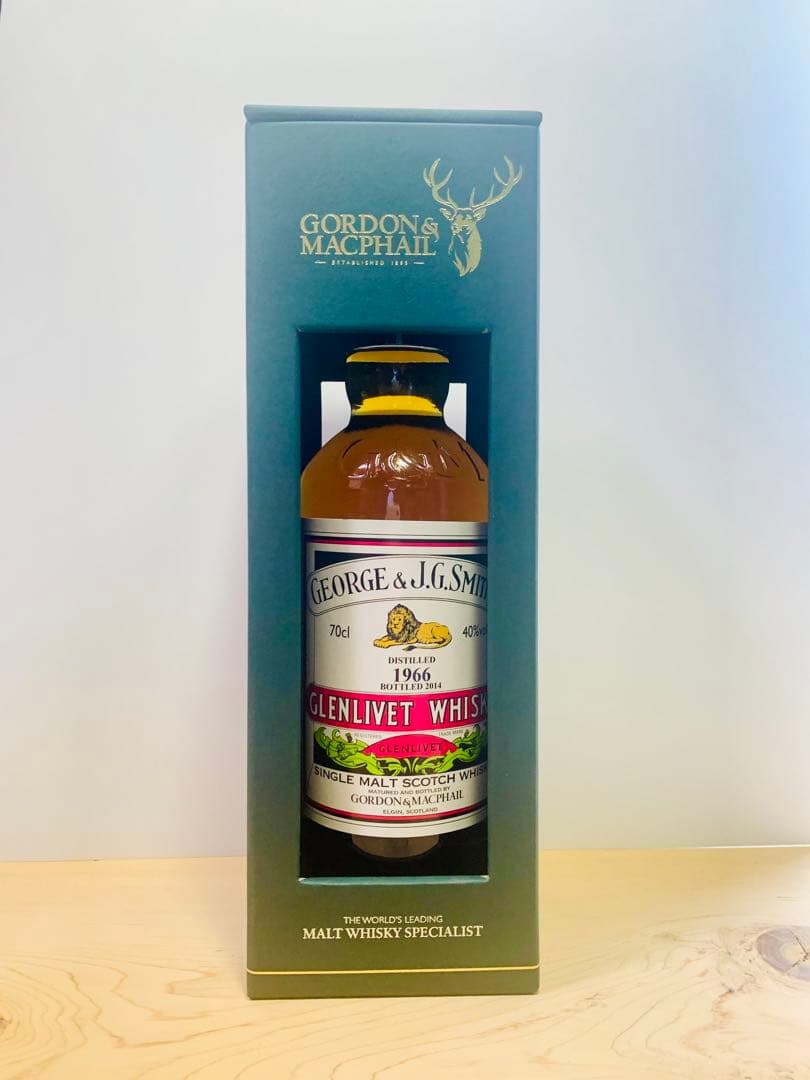 GORDON&
MACPHAIL
ESTABLISHED 1895
G&M
GEORGE & J.G.SMIT
70cl
40%vol
DISTILLED
1966
BOTTLED 2014
GLENLIVET WHISK
REGISTERED TRADE MARK
GLENLIVET
SINGLE MALT SCOTCH WHISK
MATURED AND BOTTLED BY
GORDON&MACPHAIL
ELGIN, SCOTLAND
THE WORLD'S LEADING
MALT WHISKY SPECIALIST